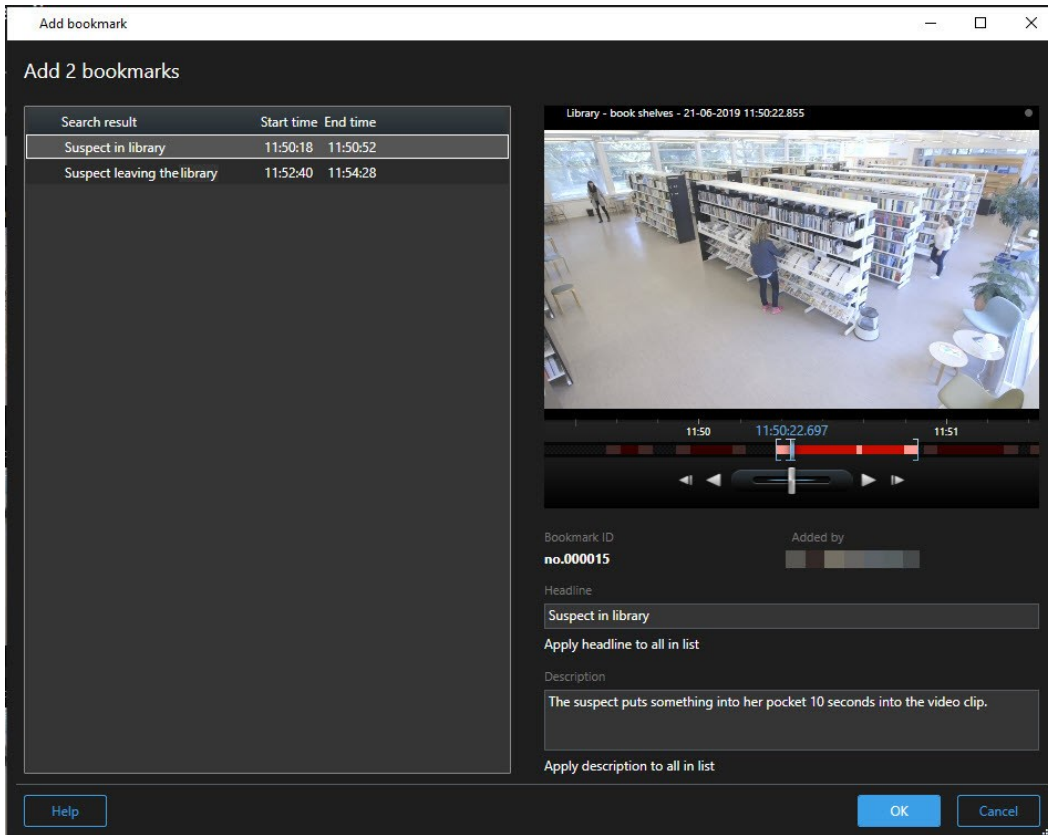 Add bookmark
Add 2 bookmarks
Search result Start time End time
Suspect in library 11:50:18 11:50:52
Suspect leaving the library 11:52:40 11:54:28
Library - book shelves - 21-06-2019 11:50:22.855
11:50 11:50:22.697 11:51
Bookmark ID Added by
no.000015
Headline
Suspect in library
Apply headline to all in list
Description
The suspect puts something into her pocket 10 seconds into the video clip.
Apply description to all in list
Help OK Cancel